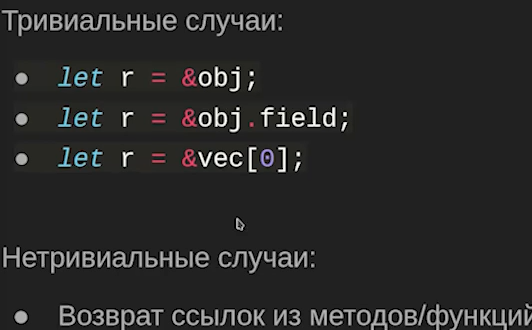 Тривиальные случаи:
● let r = &obj;
● let r = &obj.field;
● let r = &vec[0];
Нетривиальные случаи:
● Возврат ссылок из методов/функций